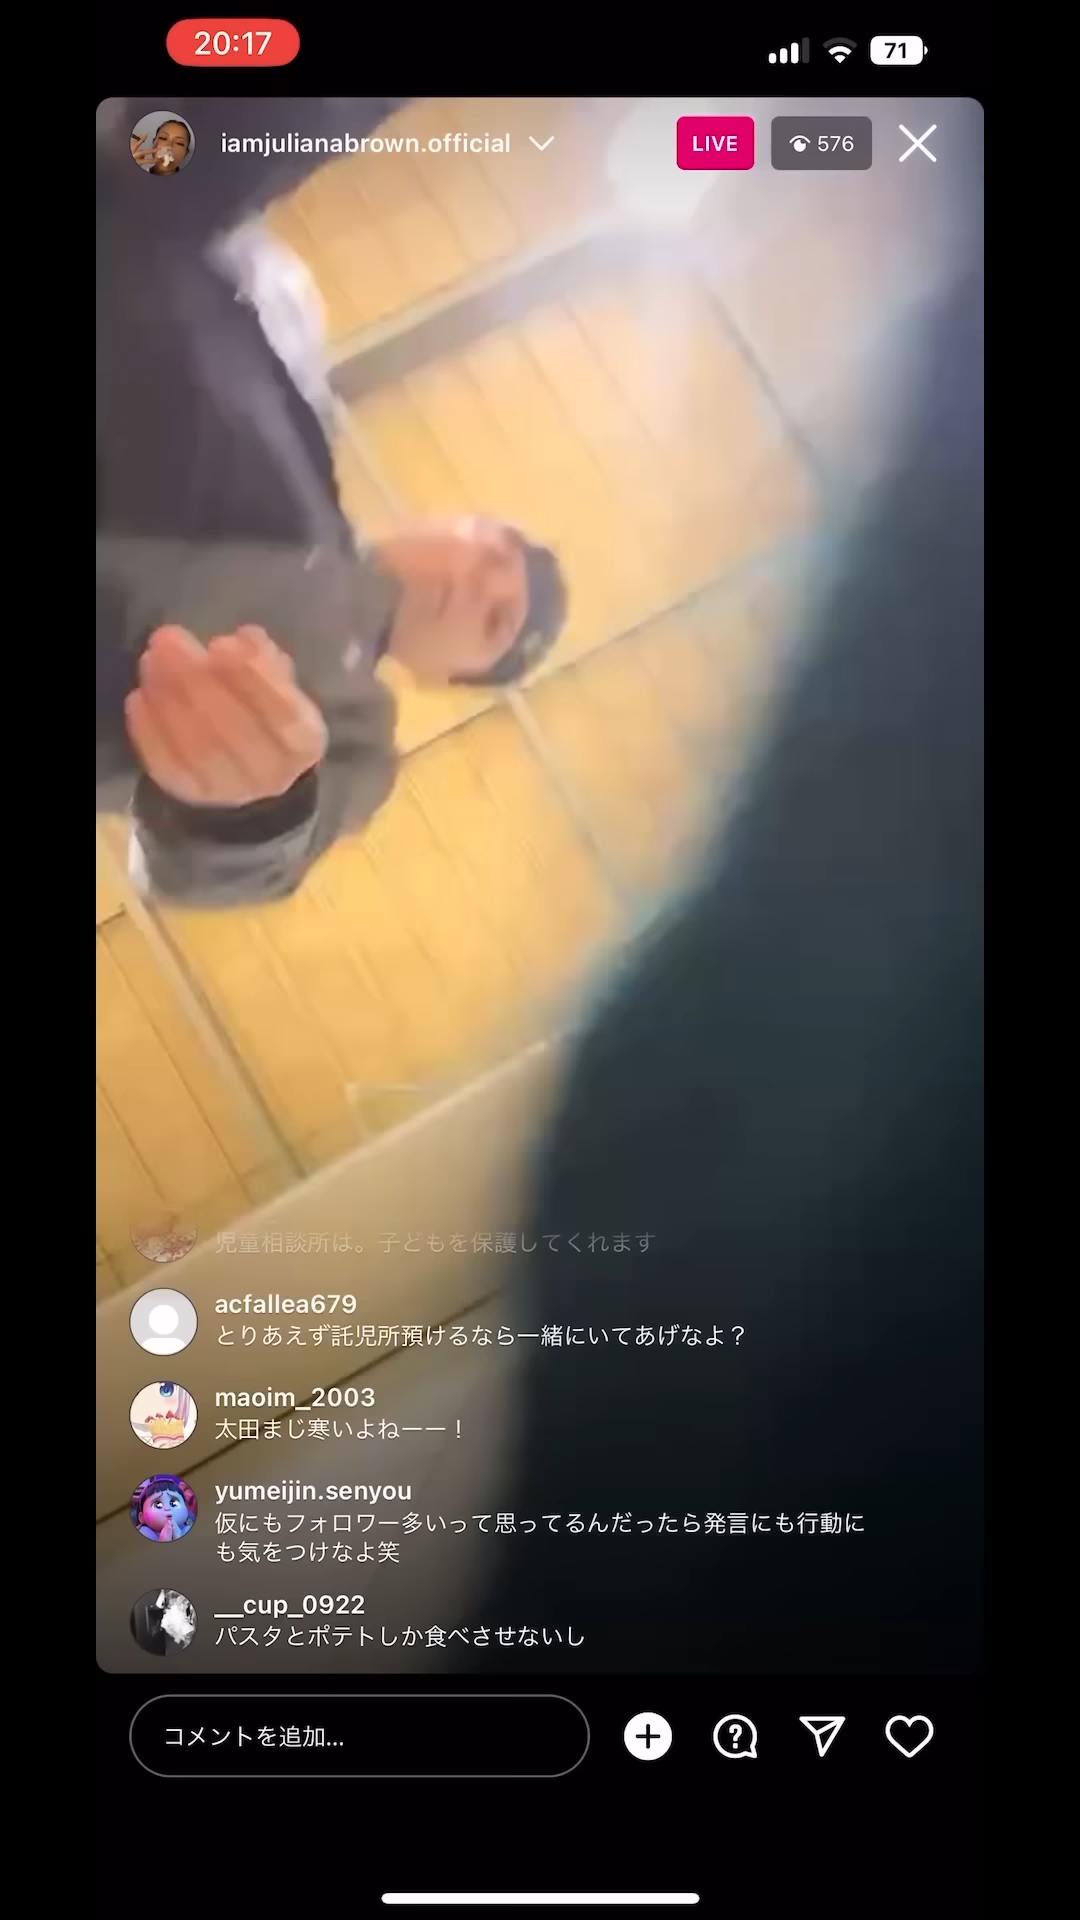 20:17
71
iamjulianabrown.official
LIVE
576
児童相談所は。子どもを保護してくれます
acfallea679
とりあえず託児所預けるなら一緒にいてあげなよ？
maoim_2003
太田まじ寒いよねーー！
yumeijin.senyou
仮にもフォロワー多いって思ってるんだったら発言にも行動に
も気をつけなよ笑
__cup_0922
パスタとポテトしか食べさせないし
コメントを追加...